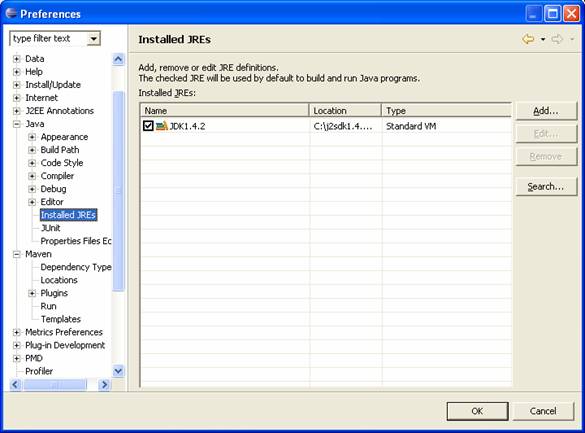 Preferences
type filter text
Data
Help
Install/Update
Internet
J2EE Annotations
Java
Appearance
Build Path
Code Style
Compiler
Debug
Editor
Installed JREs
JUnit
Properties Files Ec
Maven
Dependency Type
Locations
Plugins
Run
Templates
Metrics Preferences
Plug-in Development
PMD
Profiler
Installed JREs
Add, remove or edit JRE definitions.
The checked JRE will be used by default to build and run Java programs.
Installed JREs:
Name Location Type
JDK1.4.2 C:\j2sdk1.4.... Standard VM
Add...
Edit...
Remove
Search...
OK Cancel